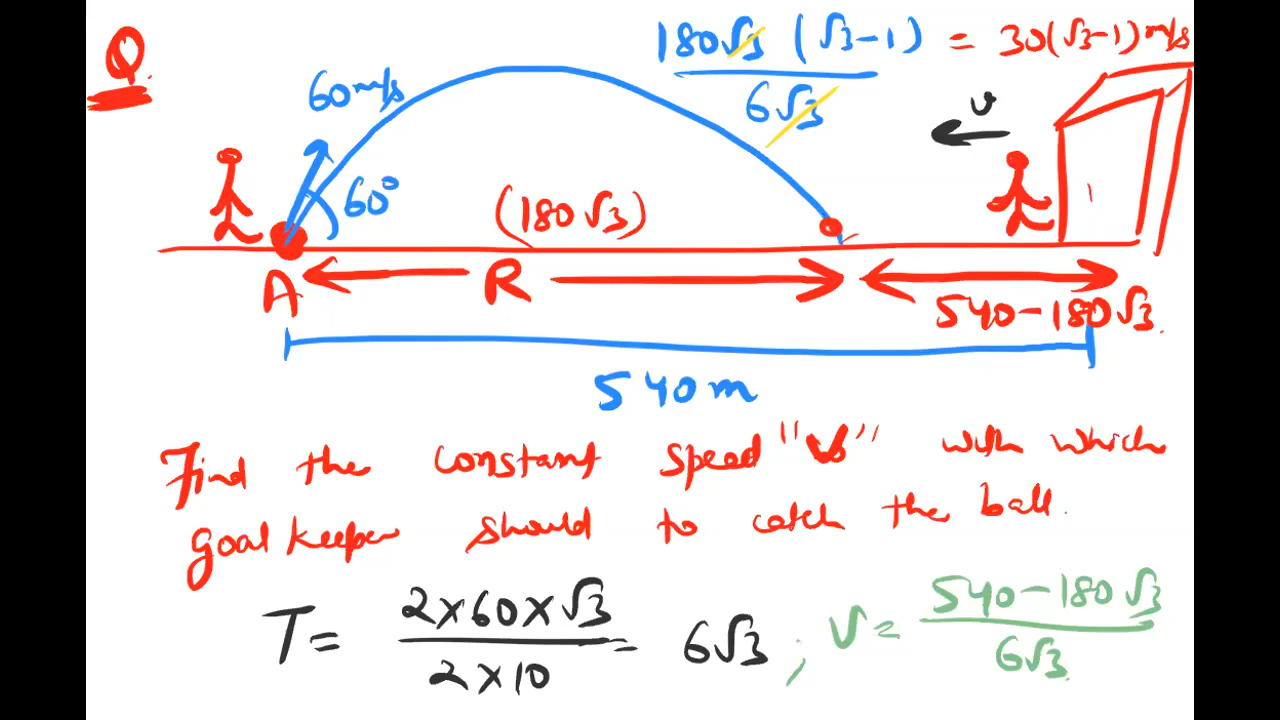 Q.
180√3 (√3-1) = 30(√3-1) m/s
6√3
60 m/s
v
60°
(180√3)
A
R
540-180√3
540m
Find the constant speed "v" with which
goal keeper should to catch the ball.
T = 2×60×√3 / 2×10 = 6√3 ; v = 540-180√3 / 6√3